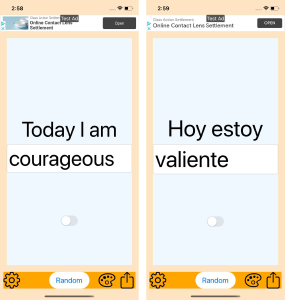 2:58
Class Action Settlement
Test Ad
Online Contact Lens
Settlement
Open
Today I am
courageous
Random
2:59
Class Action Settlement
Test Ad
Online Contact Lens Settlement
OPEN
Hoy estoy
valiente
Random